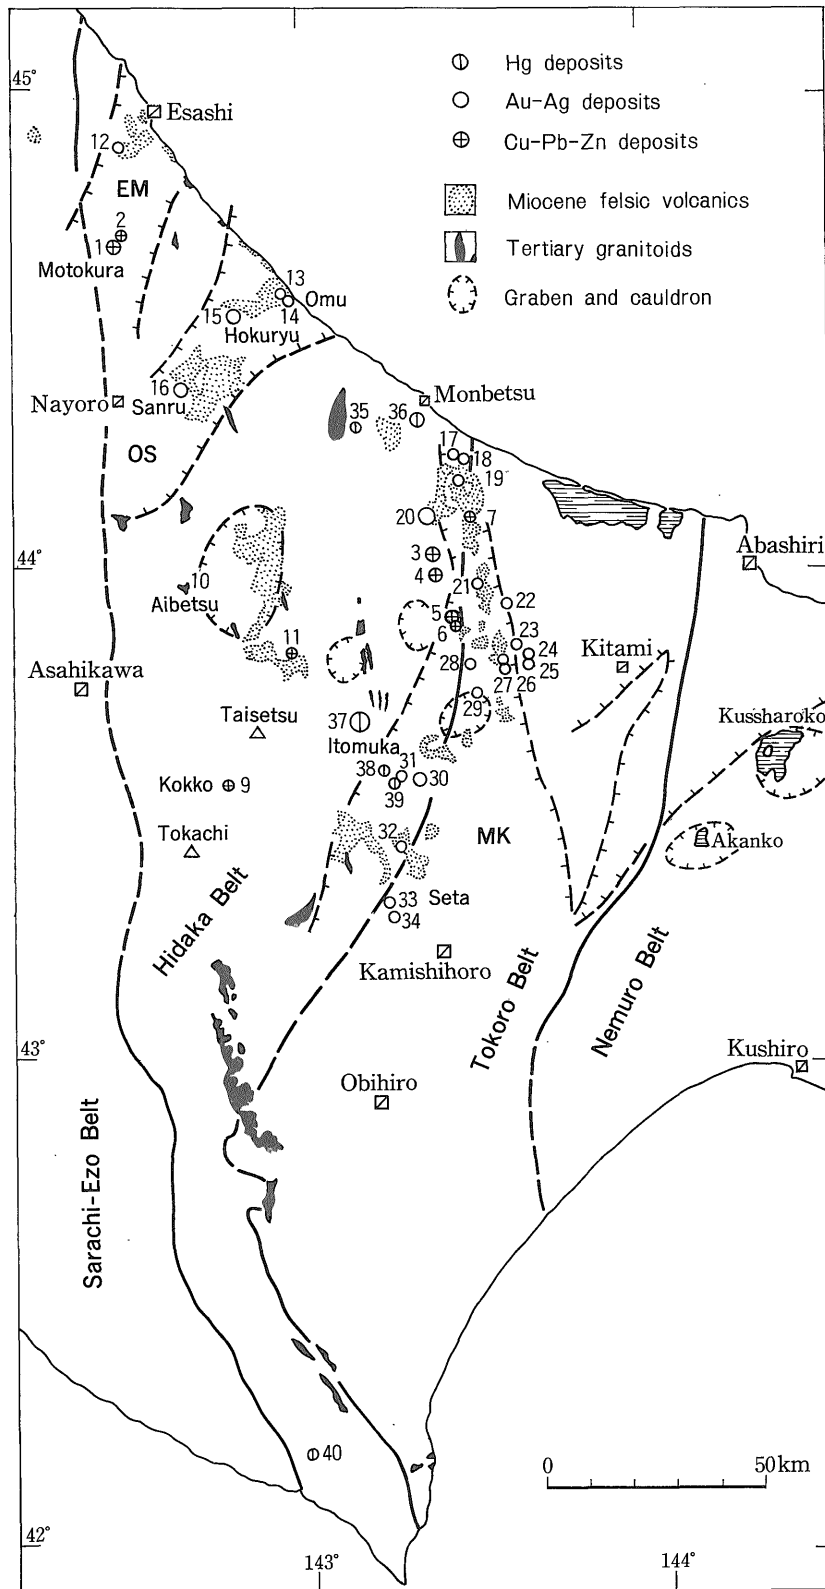 45°
Esashi
Hg deposits
Au-Ag deposits
Cu-Pb-Zn deposits
Miocene felsic volcanics
Tertiary granitoids
Graben and cauldron
12
EM
2
1
Motokura
13
Omu
14
15
Hokuryu
16
Nayoro
Sanru
OS
Monbetsu
35
36
17
18
19
20
7
44°
3
4
Abashiri
10
Aibetsu
21
22
5
6
11
23
24
Kitami
25
26
27
28
Asahikawa
29
Taisetsu
37
Itomuka
Kussharoko
38
31
30
39
Kokko
9
Tokachi
32
MK
Akanko
Hidaka Belt
33
Seta
34
Kamishihoro
Tokoro Belt
Nemuro Belt
43°
Kushiro
Obihiro
Sarachi-Ezo Belt
40
0
50km
42°
143°
144°